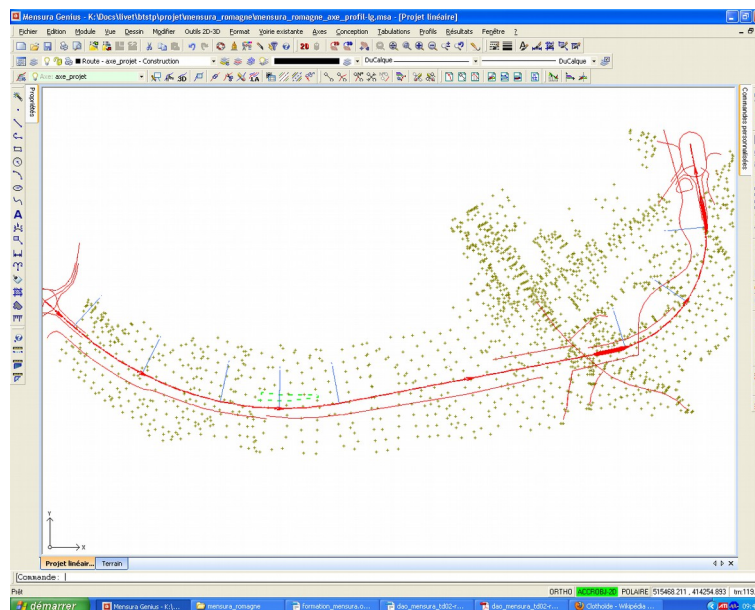 Mensura Genius - K:\Docs\livet\btstp\projet\mensura_romagne\mensura_romagne_axe_profil-lg.msa - [Projet linéaire]
Fichier Edition Module Vue Dessin Modifier Outils 2D-3D Format Voirie existante Axes Conception Tabulations Profils Résultats Fenêtre ?
Route - axe_projet - Construction
DuCalque
DuCalque
Axe: axe_projet
3D
Propriétés
Commandes personnalisées
A
Y
X
Projet linéair... Terrain
Commande:
Prêt
ORTHO ACCROBJ-2D POLAIRE 515468.211 , 414254.893
démarrer
Mensura Genius - K:\...
mensura_romagne
formation_mensura.o...
dao_mensura_td02-r...
dao_mensura_td02-r...
Clothoïde - Wikipédia ...